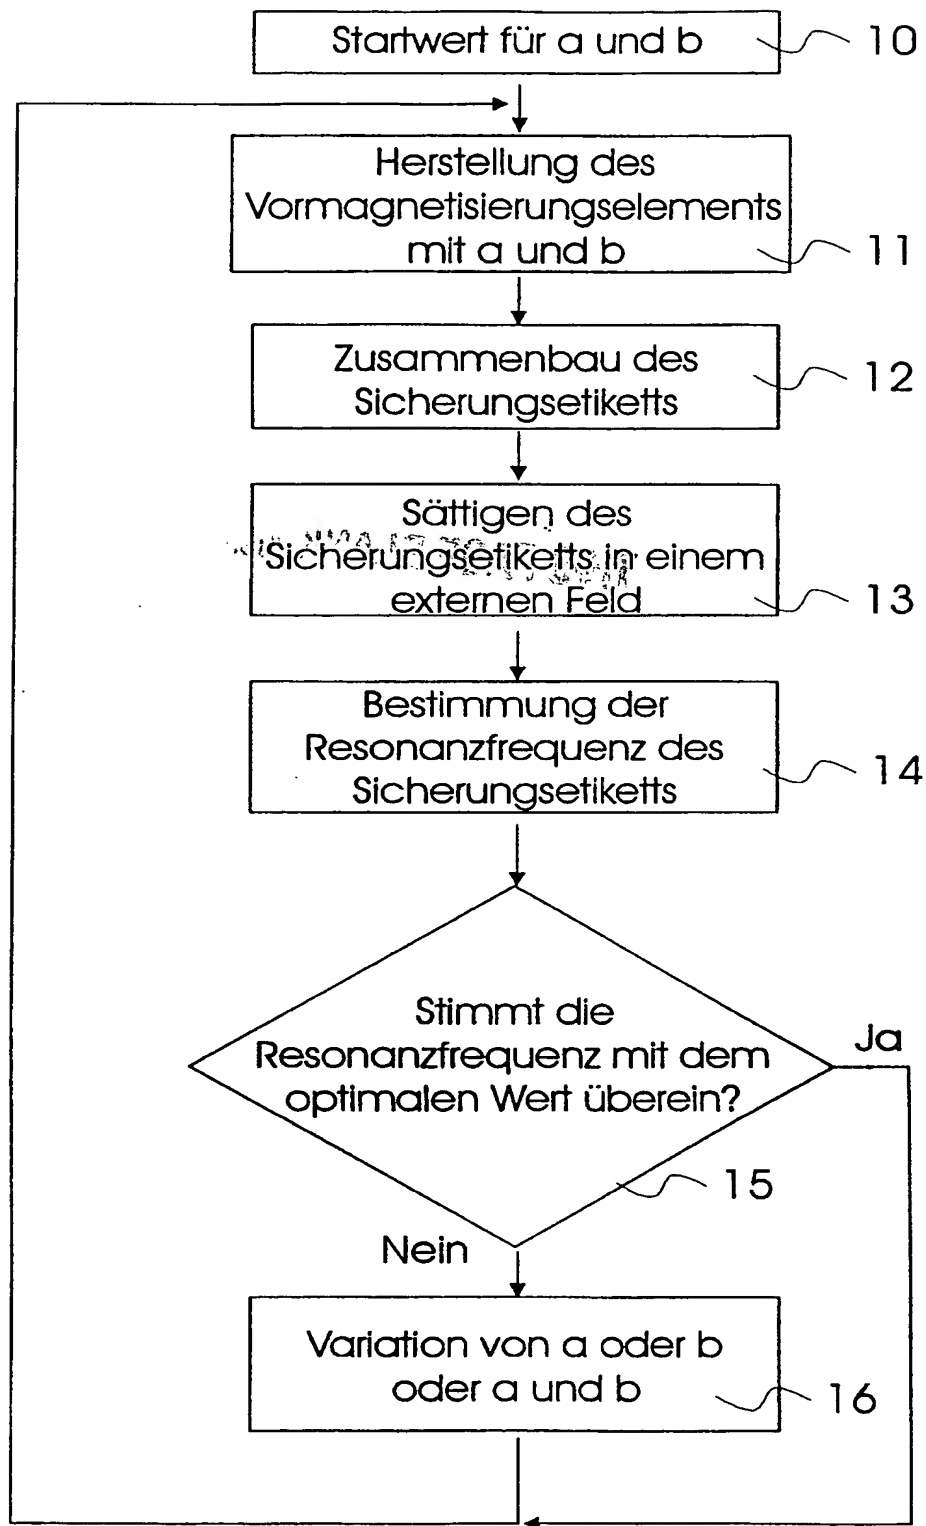 Startwert für a und b
10
Herstellung des
Vormagnetisierungselements
mit a und b
11
Zusammenbau des
Sicherungsetiketts
12
Sättigen des
Sicherungsetiketts in einem
externen Feld
13
Bestimmung der
Resonanzfrequenz des
Sicherungsetiketts
14
Stimmt die
Resonanzfrequenz mit dem
optimalen Wert überein?
Ja
15
Nein
Variation von a oder b
oder a und b
16